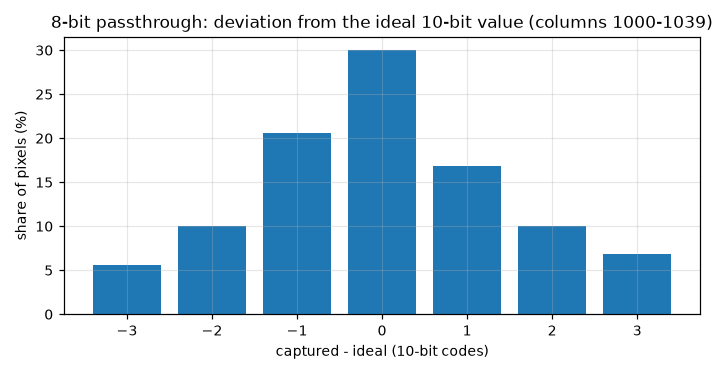 8-bit passthrough: deviation from the ideal 10-bit value (columns 1000-1039)
share of pixels (%)
30
25
20
15
10
5
0
−3 −2 −1 0 1 2 3
captured - ideal (10-bit codes)